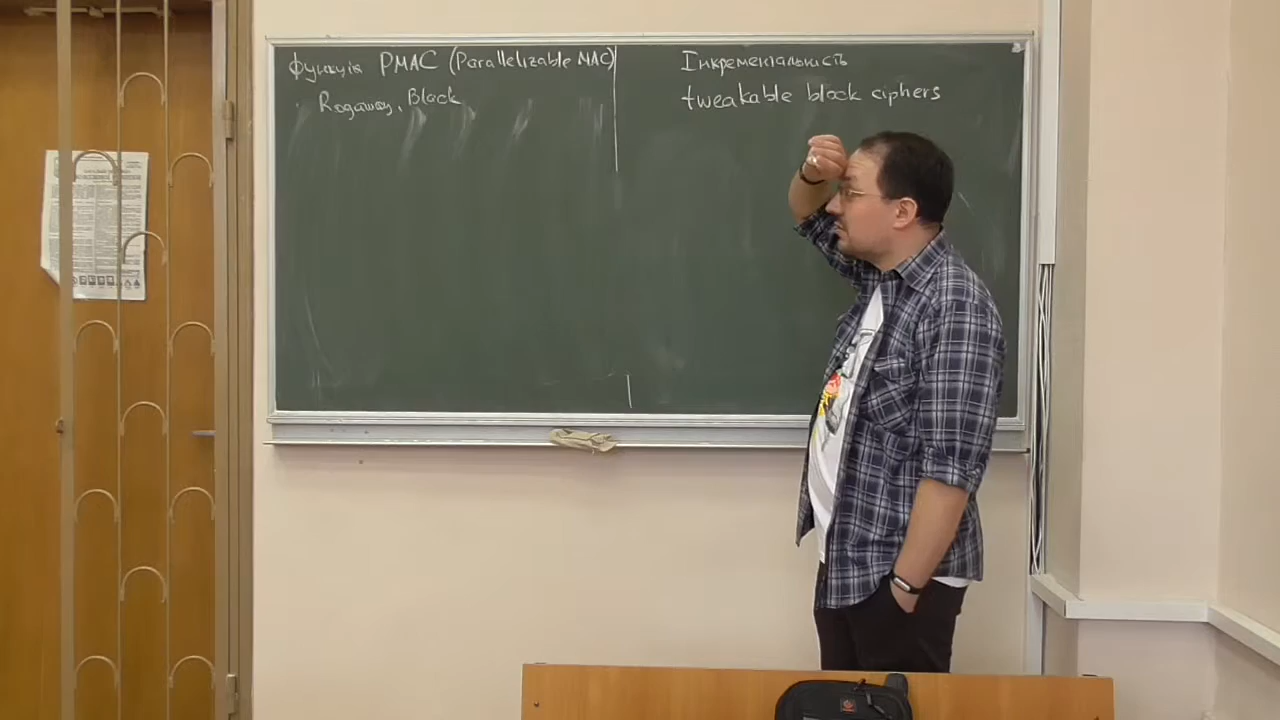 Функція PMAC (Parallelizable MAC)
Rogaway, Black
Інкрементальність
tweakable block ciphers